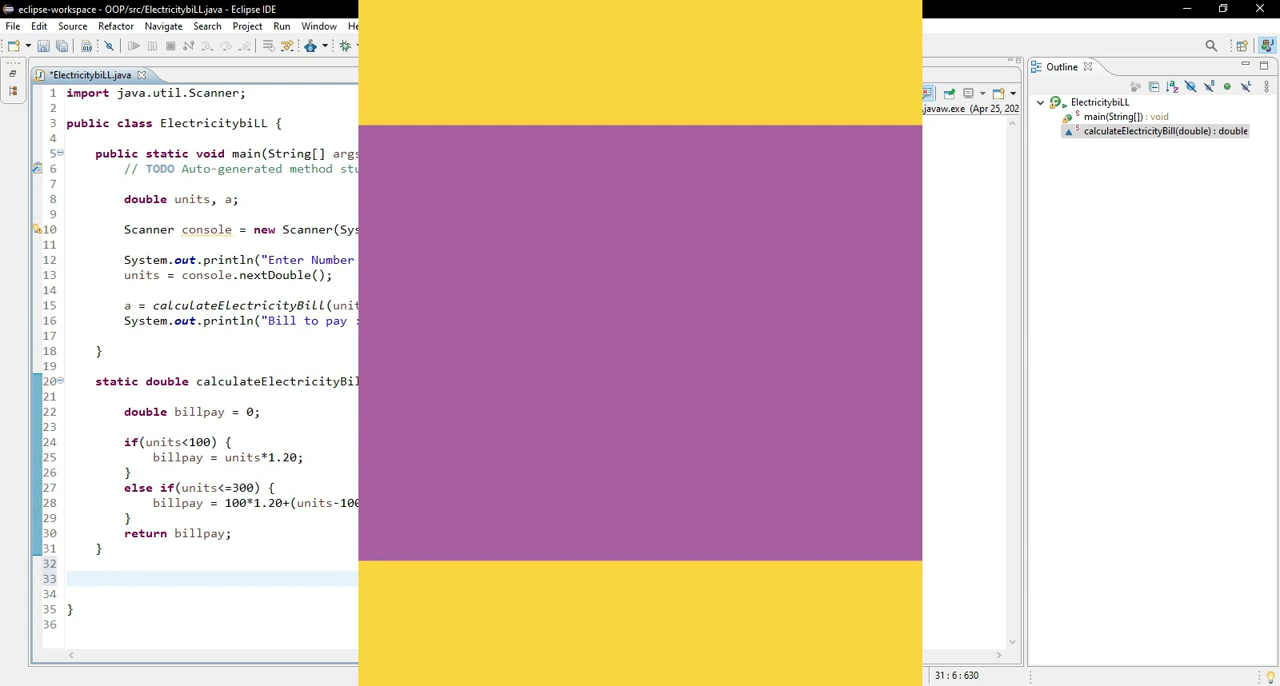 eclipse-workspace - OOP/src/ElectricitybiLL.java - Eclipse IDE
File Edit Source Refactor Navigate Search Project Run Window
*ElectricitybiLL.java
1 import java.util.Scanner;
2
3 public class ElectricitybiLL {
4
5 public static void main(String[] args
6 // TODO Auto-generated method stu
7
8 double units, a;
9
10 Scanner console = new Scanner(Sys
11
12 System.out.println("Enter Number
13 units = console.nextDouble();
14
15 a = calculateElectricityBill(unit
16 System.out.println("Bill to pay :
17
18 }
19
20 static double calculateElectricityBil
21
22 double billpay = 0;
23
24 if(units<100) {
25 billpay = units*1.20;
26 }
27 else if(units<=300) {
28 billpay = 100*1.20+(units-100
29 }
30 return billpay;
31 }
32
33
34
35 }
36
javaw.exe (Apr 25, 202
31 : 6 : 630
Outline
ElectricitybiLL
main(String[]) : void
calculateElectricityBill(double) : double